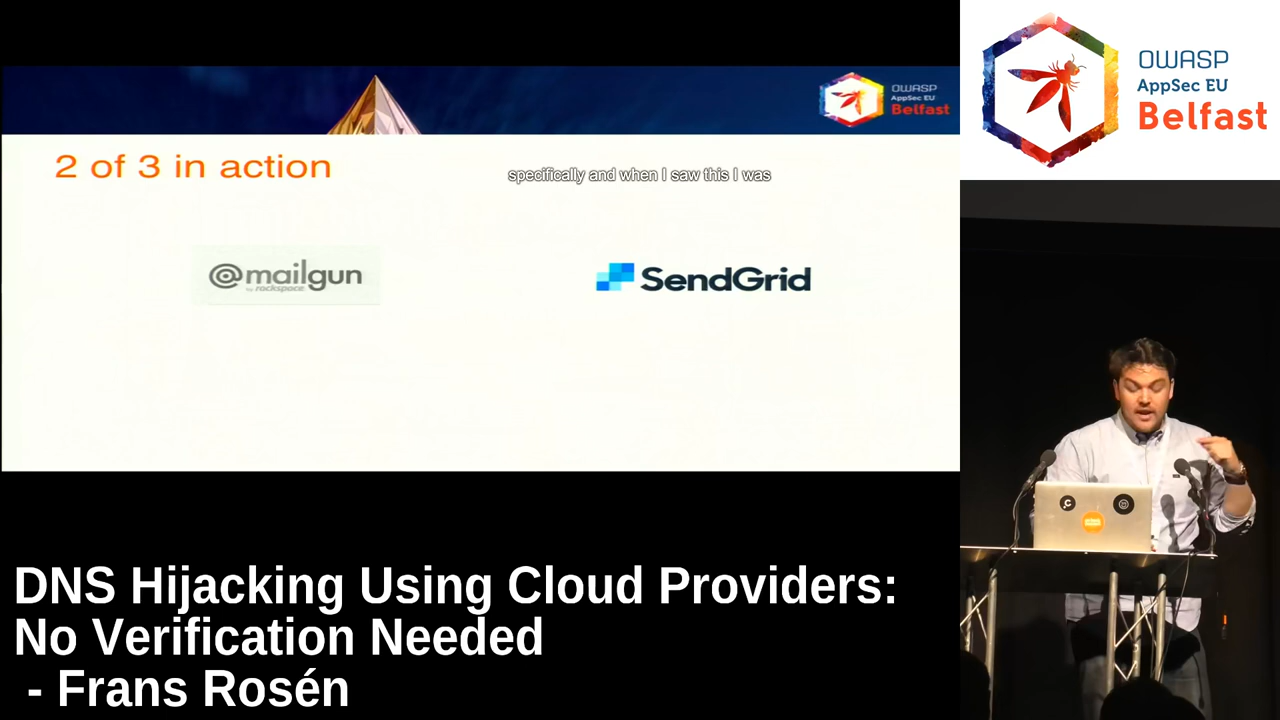 OWASP
AppSec EU
Belfast
OWASP
AppSec EU
Belfast
2 of 3 in action
specifically and when I saw this I was
@mailgun
by rackspace
SendGrid
DNS Hijacking Using Cloud Providers:
No Verification Needed
- Frans Rosén